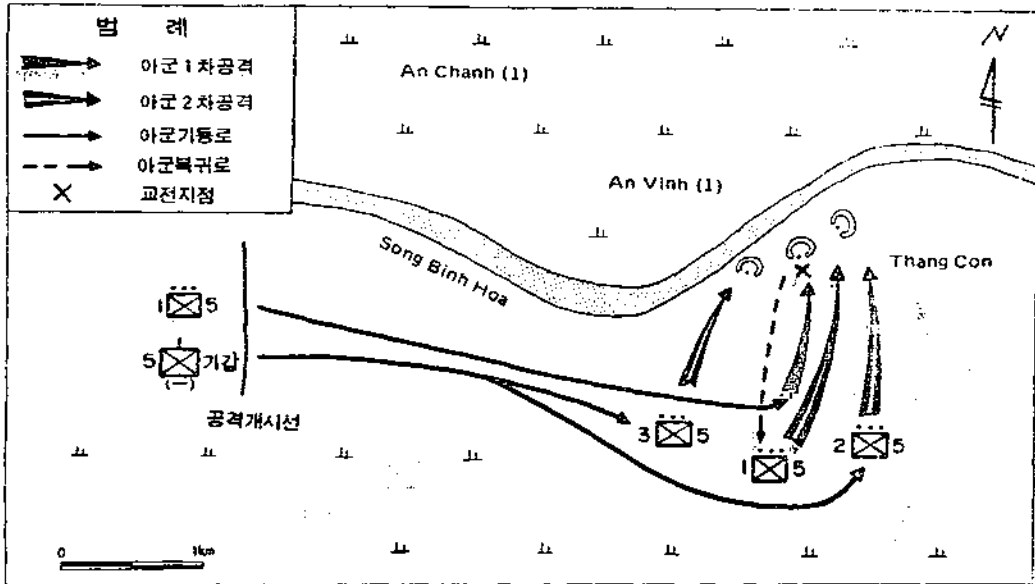 범 례
아군1차공격
아군2차공격
아군기동로
아군복귀로
교전지점
N
An Chanh (1)
An Vinh (1)
Song Binh Hoa
Thang Con
1 5
5 기갑
(−)
공격개시선
3 5
1 5
2 5
0 1km